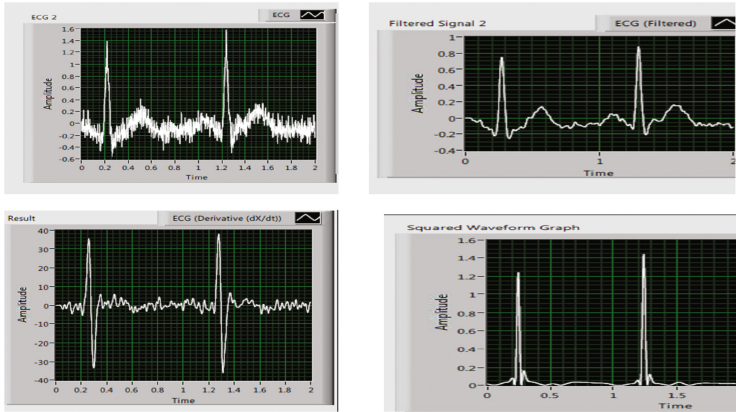 ECG 2
ECG
Amplitude
1.6
1.4
1.2
1
0.8
0.6
0.4
0.2
0
-0.2
-0.4
-0.6
0 0.2 0.4 0.6 0.8 1 1.2 1.4 1.6 1.8 2
Time
Filtered Signal 2
ECG (Filtered)
Amplitude
1
0.8
0.6
0.4
0.2
0
-0.2
-0.4
0 1 2
Time
Result
ECG (Derivative (dX/dt))
Amplitude
40
30
20
10
0
-10
-20
-30
-40
0 0.2 0.4 0.6 0.8 1 1.2 1.4 1.6 1.8 2
Time
Squared Waveform Graph
Amplitude
1.6
1.4
1.2
1
0.8
0.6
0.4
0.2
0
0 0.5 1 1.5
Time